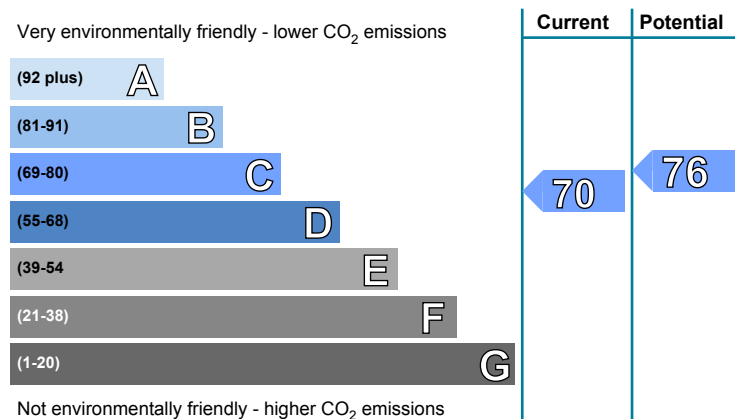 Very environmentally friendly - lower CO₂ emissions
Current
Potential
(92 plus) A
(81-91) B
(69-80) C
(55-68) D
(39-54 E
(21-38) F
(1-20) G
70
76
Not environmentally friendly - higher CO₂ emissions